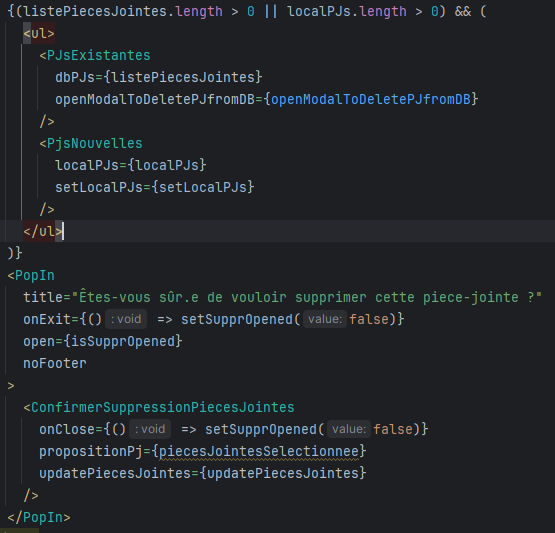 {(listePiecesJointes.length > 0 || localPJs.length > 0) && (
<ul>
<PJsExistantes
dbPJs={listePiecesJointes}
openModalToDeletePJfromDB={openModalToDeletePJfromDB}
/>
<PjsNouvelles
localPJs={localPJs}
setLocalPJs={setLocalPJs}
/>
</ul>
)}
<PopIn
title="Êtes-vous sûr.e de vouloir supprimer cette piece-jointe ?"
onExit={() :void => setSupprOpened( value: false)}
open={isSupprOpened}
noFooter
>
<ConfirmerSuppressionPiecesJointes
onClose={() :void => setSupprOpened( value: false)}
propositionPj={piecesJointesSelectionnee}
updatePiecesJointes={updatePiecesJointes}
/>
</PopIn>